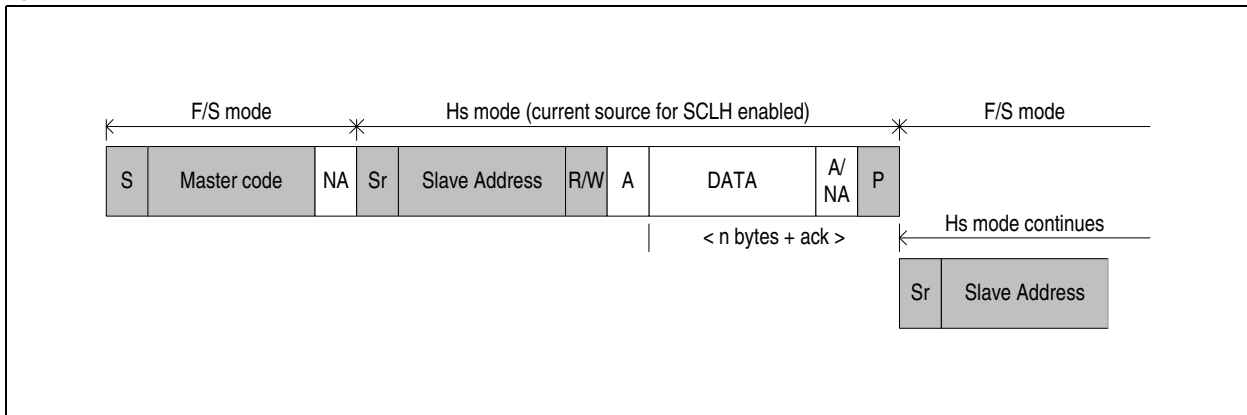 F/S mode Hs mode (current source for SCLH enabled) F/S mode
S Master code NA Sr Slave Address R/W A DATA A/ NA P
< n bytes + ack > Hs mode continues
Sr Slave Address